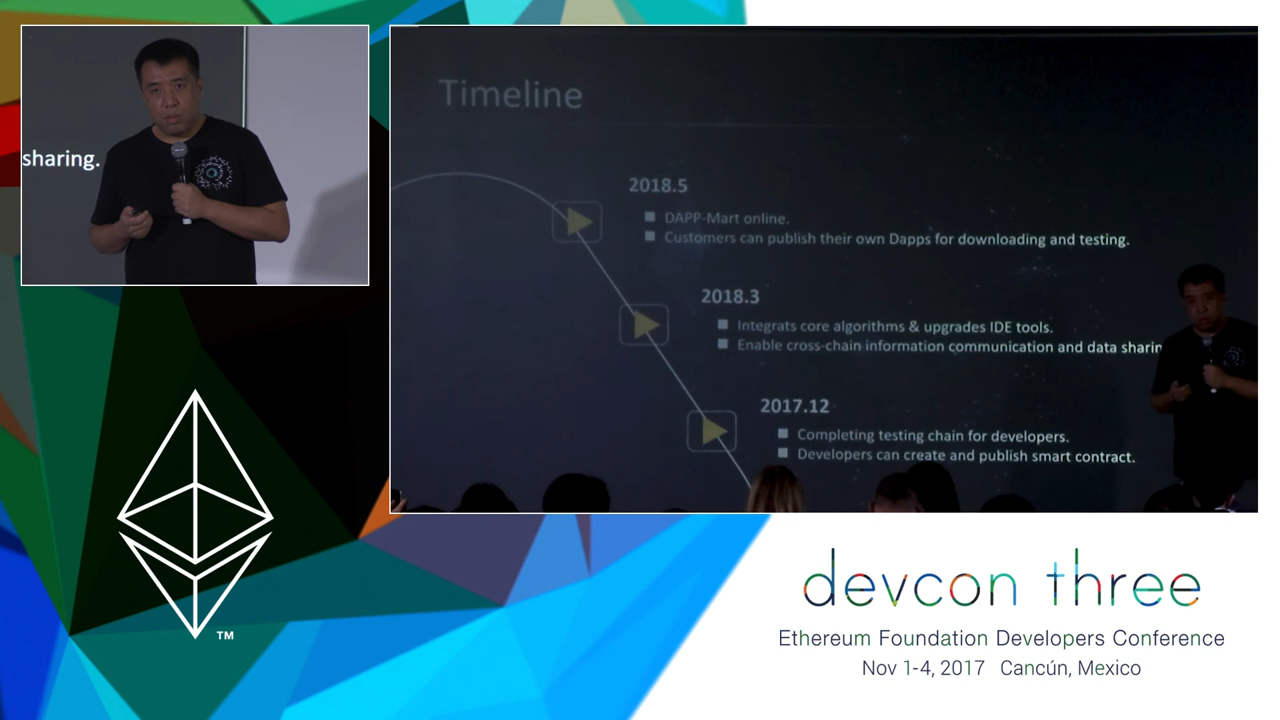 sharing.
Timeline
2018.5
DAPP-Mart online.
Customers can publish their own Dapps for downloading and testing.
2018.3
Integrats core algorithms & upgrades IDE tools.
Enable cross-chain information communication and data sharin
2017.12
Completing testing chain for developers.
Developers can create and publish smart contract.
TM
devcon three
Ethereum Foundation Developers Conference
Nov 1-4, 2017 Cancún, Mexico